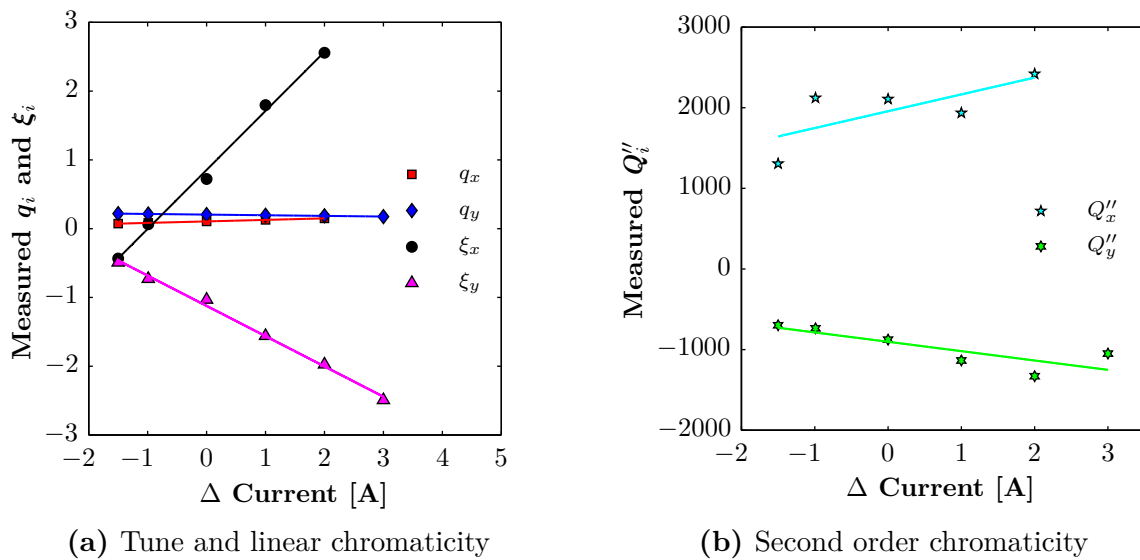 Measured q_i and ξ_i
3
2
1
0
−1
−2
−3
−2 −1 0 1 2 3 4 5
Δ Current [A]
q_x
q_y
ξ_x
ξ_y
(a) Tune and linear chromaticity
Measured Q″_i
3000
2000
1000
0
−1000
−2000
−2 −1 0 1 2 3
Δ Current [A]
Q″_x
Q″_y
(b) Second order chromaticity